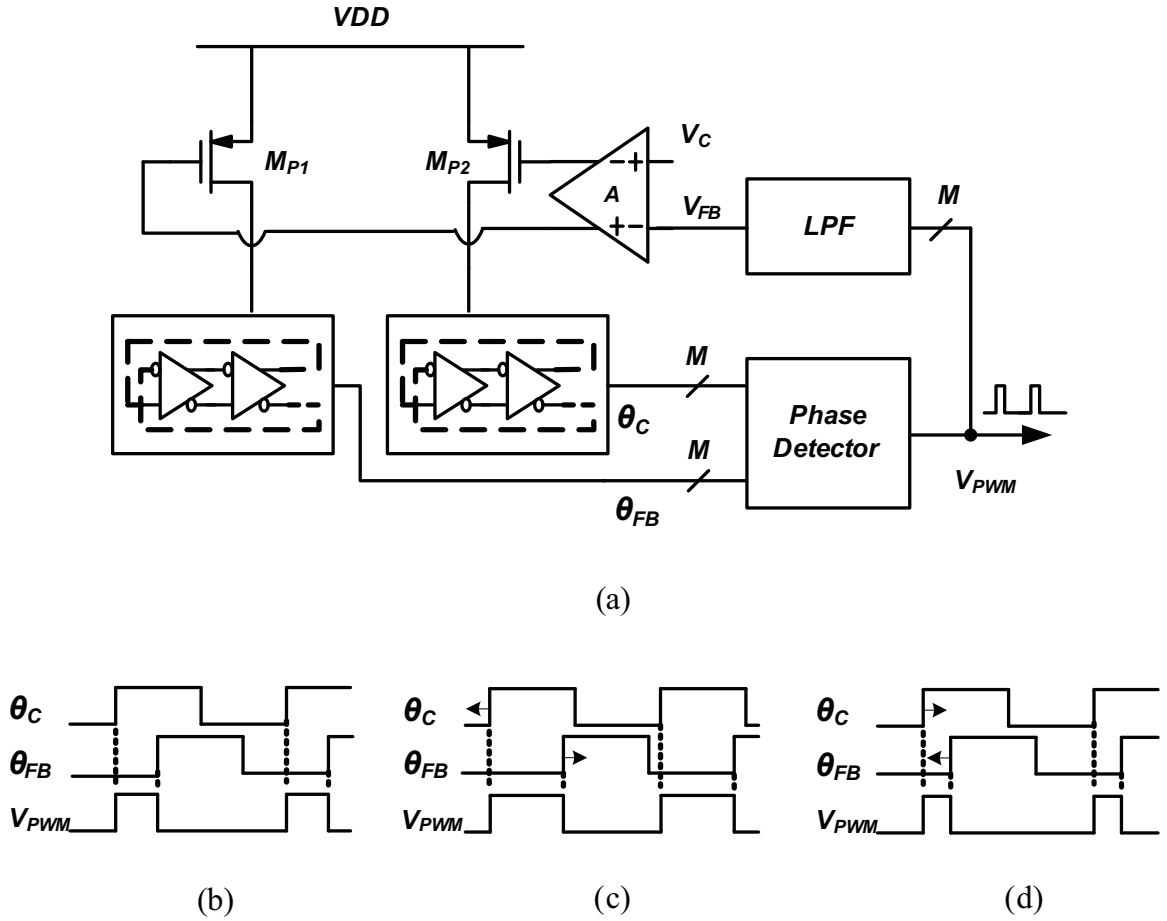 VDD
M_P1
M_P2
- +
A
+ -
V_C
V_FB
LPF
M
M
θ_C
M
θ_FB
Phase
Detector
V_PWM
(a)
θ_C
θ_FB
V_PWM
θ_C
θ_FB
V_PWM
θ_C
θ_FB
V_PWM
(b)
(c)
(d)